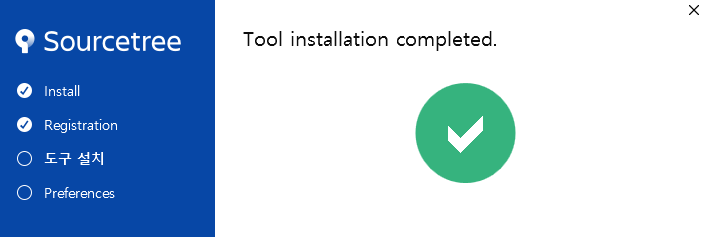 Sourcetree
Install
Registration
도구 설치
Preferences
Tool installation completed.